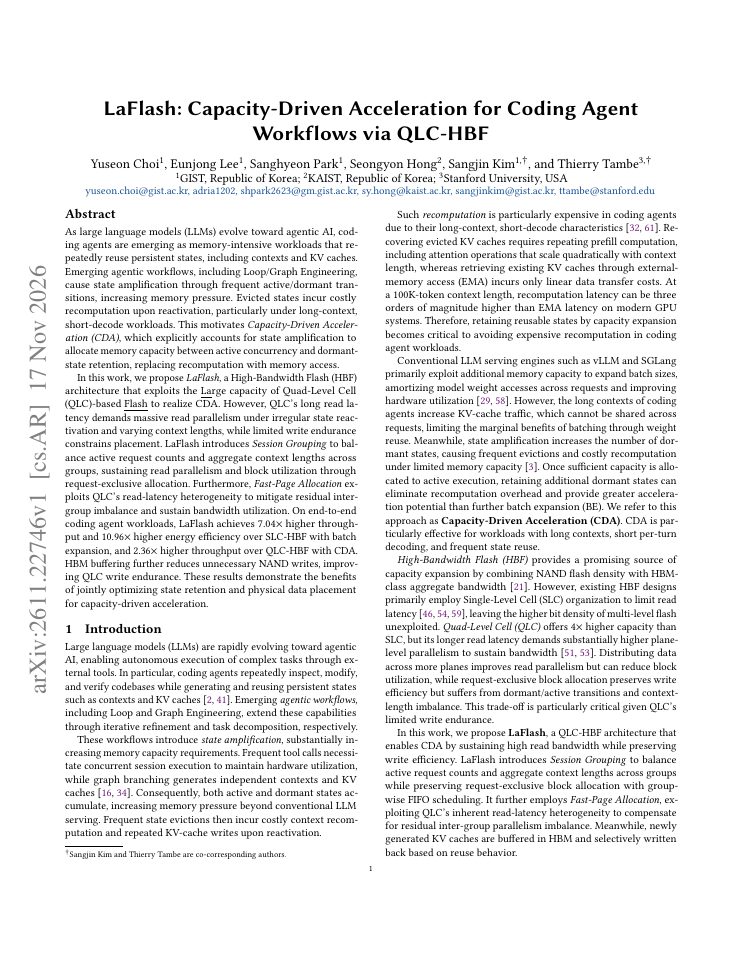 LaFlash: Capacity-Driven Acceleration for Coding Agent
Workflows via QLC-HBF
Yuseon Choi1, Eunjong Lee1, Sanghyeon Park1, Seongyon Hong2, Sangjin Kim1,†, and Thierry Tambe3,†
1GIST, Republic of Korea; 2KAIST, Republic of Korea; 3Stanford University, USA
yuseon.choi@gist.ac.kr, adria1202, shpark2623@gm.gist.ac.kr, sy.hong@kaist.ac.kr, sangjinkim@gist.ac.kr, ttambe@stanford.edu
arXiv:2611.22746v1 [cs.AR] 17 Nov 2026
Abstract
As large language models (LLMs) evolve toward agentic AI, cod-
ing agents are emerging as memory-intensive workloads that re-
peatedly reuse persistent states, including contexts and KV caches.
Emerging agentic workflows, including Loop/Graph Engineering,
cause state amplification through frequent active/dormant tran-
sitions, increasing memory pressure. Evicted states incur costly
recomputation upon reactivation, particularly under long-context,
short-decode workloads. This motivates Capacity-Driven Acceler-
ation (CDA), which explicitly accounts for state amplification to
allocate memory capacity between active concurrency and dormant-
state retention, replacing recomputation with memory access.
In this work, we propose LaFlash, a High-Bandwidth Flash (HBF)
architecture that exploits the Large capacity of Quad-Level Cell
(QLC)-based Flash to realize CDA. However, QLC's long read la-
tency demands massive read parallelism under irregular state reac-
tivation and varying context lengths, while limited write endurance
constrains placement. LaFlash introduces Session Grouping to bal-
ance active request counts and aggregate context lengths across
groups, sustaining read parallelism and block utilization through
request-exclusive allocation. Furthermore, Fast-Page Allocation ex-
ploits QLC's read-latency heterogeneity to mitigate residual inter-
group imbalance and sustain bandwidth utilization. On end-to-end
coding agent workloads, LaFlash achieves 7.04× higher through-
put and 10.96× higher energy efficiency over SLC-HBF with batch
expansion, and 2.36× higher throughput over QLC-HBF with CDA.
HBM buffering further reduces unnecessary NAND writes, improv-
ing QLC write endurance. These results demonstrate the benefits
of jointly optimizing state retention and physical data placement
for capacity-driven acceleration.
1 Introduction
Large language models (LLMs) are rapidly evolving toward agentic
AI, enabling autonomous execution of complex tasks through ex-
ternal tools. In particular, coding agents repeatedly inspect, modify,
and verify codebases while generating and reusing persistent states
such as contexts and KV caches [2, 41]. Emerging agentic workflows,
including Loop and Graph Engineering, extend these capabilities
through iterative refinement and task decomposition, respectively.
These workflows introduce state amplification, substantially in-
creasing memory capacity requirements. Frequent tool calls necessi-
tate concurrent session execution to maintain hardware utilization,
while graph branching generates independent contexts and KV
caches [16, 34]. Consequently, both active and dormant states ac-
cumulate, increasing memory pressure beyond conventional LLM
serving. Frequent state evictions then incur costly context recom-
putation and repeated KV-cache writes upon reactivation.
†Sangjin Kim and Thierry Tambe are co-corresponding authors.
Such recomputation is particularly expensive in coding agents
due to their long-context, short-decode characteristics [32, 61]. Re-
covering evicted KV caches requires repeating prefill computation,
including attention operations that scale quadratically with context
length, whereas retrieving existing KV caches through external-
memory access (EMA) incurs only linear data transfer costs. At
a 100K-token context length, recomputation latency can be three
orders of magnitude higher than EMA latency on modern GPU
systems. Therefore, retaining reusable states by capacity expansion
becomes critical to avoiding expensive recomputation in coding
agent workloads.
Conventional LLM serving engines such as vLLM and SGLang
primarily exploit additional memory capacity to expand batch sizes,
amortizing model weight accesses across requests and improving
hardware utilization [29, 58]. However, the long contexts of coding
agents increase KV-cache traffic, which cannot be shared across
requests, limiting the marginal benefits of batching through weight
reuse. Meanwhile, state amplification increases the number of dor-
mant states, causing frequent evictions and costly recomputation
under limited memory capacity [3]. Once sufficient capacity is allo-
cated to active execution, retaining additional dormant states can
eliminate recomputation overhead and provide greater accelera-
tion potential than further batch expansion (BE). We refer to this
approach as Capacity-Driven Acceleration (CDA). CDA is par-
ticularly effective for workloads with long contexts, short per-turn
decoding, and frequent state reuse.
High-Bandwidth Flash (HBF) provides a promising source of
capacity expansion by combining NAND flash density with HBM-
class aggregate bandwidth [21]. However, existing HBF designs
primarily employ Single-Level Cell (SLC) organization to limit read
latency [46, 54, 59], leaving the higher bit density of multi-level flash
unexploited. Quad-Level Cell (QLC) offers 4× higher capacity than
SLC, but its longer read latency demands substantially higher plane-
level parallelism to sustain bandwidth [51, 53]. Distributing data
across more planes improves read parallelism but can reduce block
utilization, while request-exclusive block allocation preserves write
efficiency but suffers from dormant/active transitions and context-
length imbalance. This trade-off is particularly critical given QLC's
limited write endurance.
In this work, we propose LaFlash, a QLC-HBF architecture that
enables CDA by sustaining high read bandwidth while preserving
write efficiency. LaFlash introduces Session Grouping to balance
active request counts and aggregate context lengths across groups
while preserving request-exclusive block allocation with group-
wise FIFO scheduling. It further employs Fast-Page Allocation, ex-
ploiting QLC's inherent read-latency heterogeneity to compensate
for residual inter-group parallelism imbalance. Meanwhile, newly
generated KV caches are buffered in HBM and selectively written
back based on reuse behavior.
1